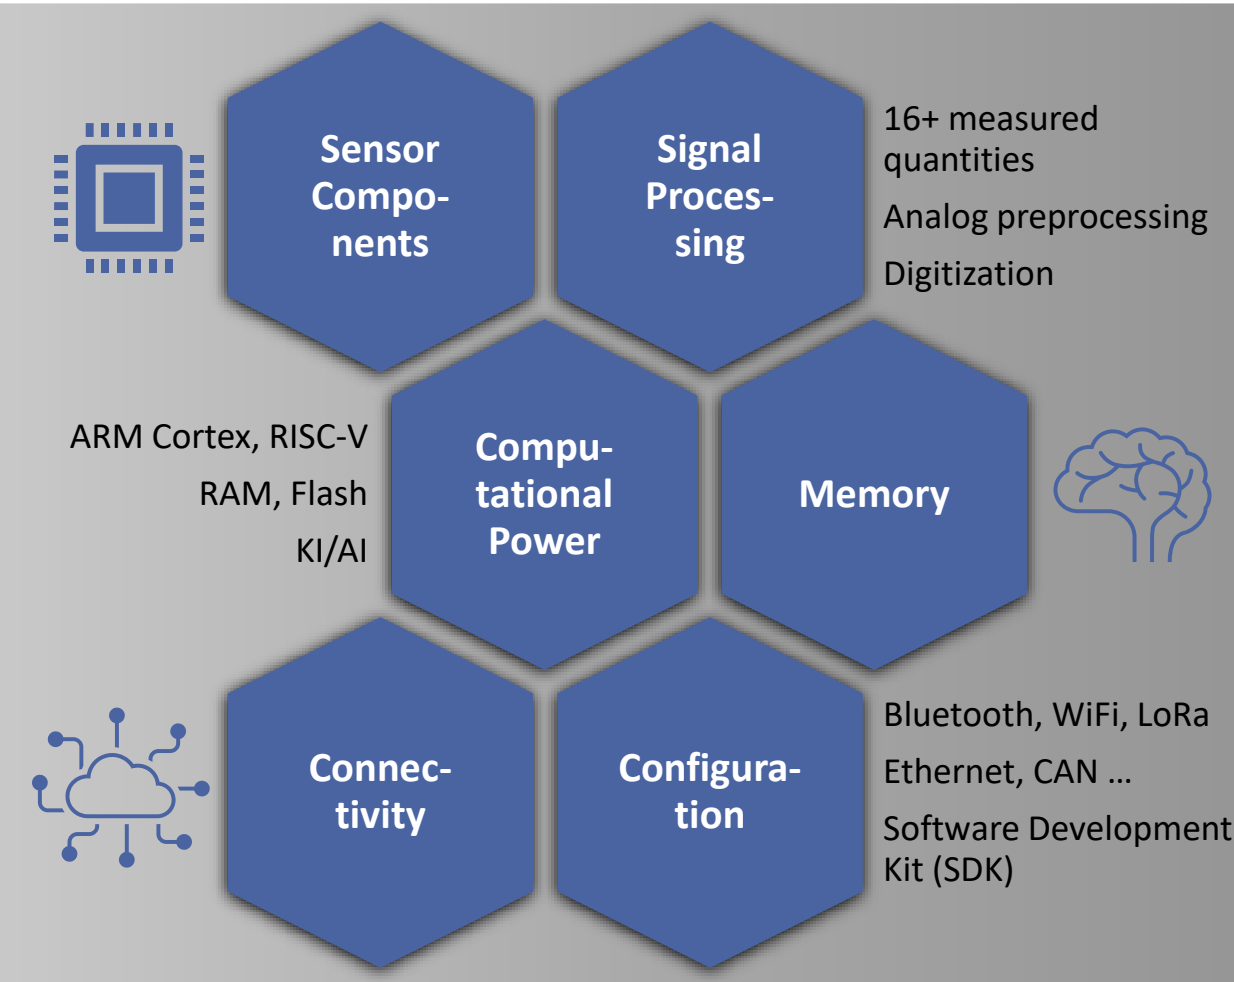 Sensor
Compo-
nents
Signal
Proces-
sing
16+ measured
quantities
Analog preprocessing
Digitization
ARM Cortex, RISC-V
RAM, Flash
KI/AI
Compu-
tational
Power
Memory
Connec-
tivity
Configura-
tion
Bluetooth, WiFi, LoRa
Ethernet, CAN ...
Software Development
Kit (SDK)